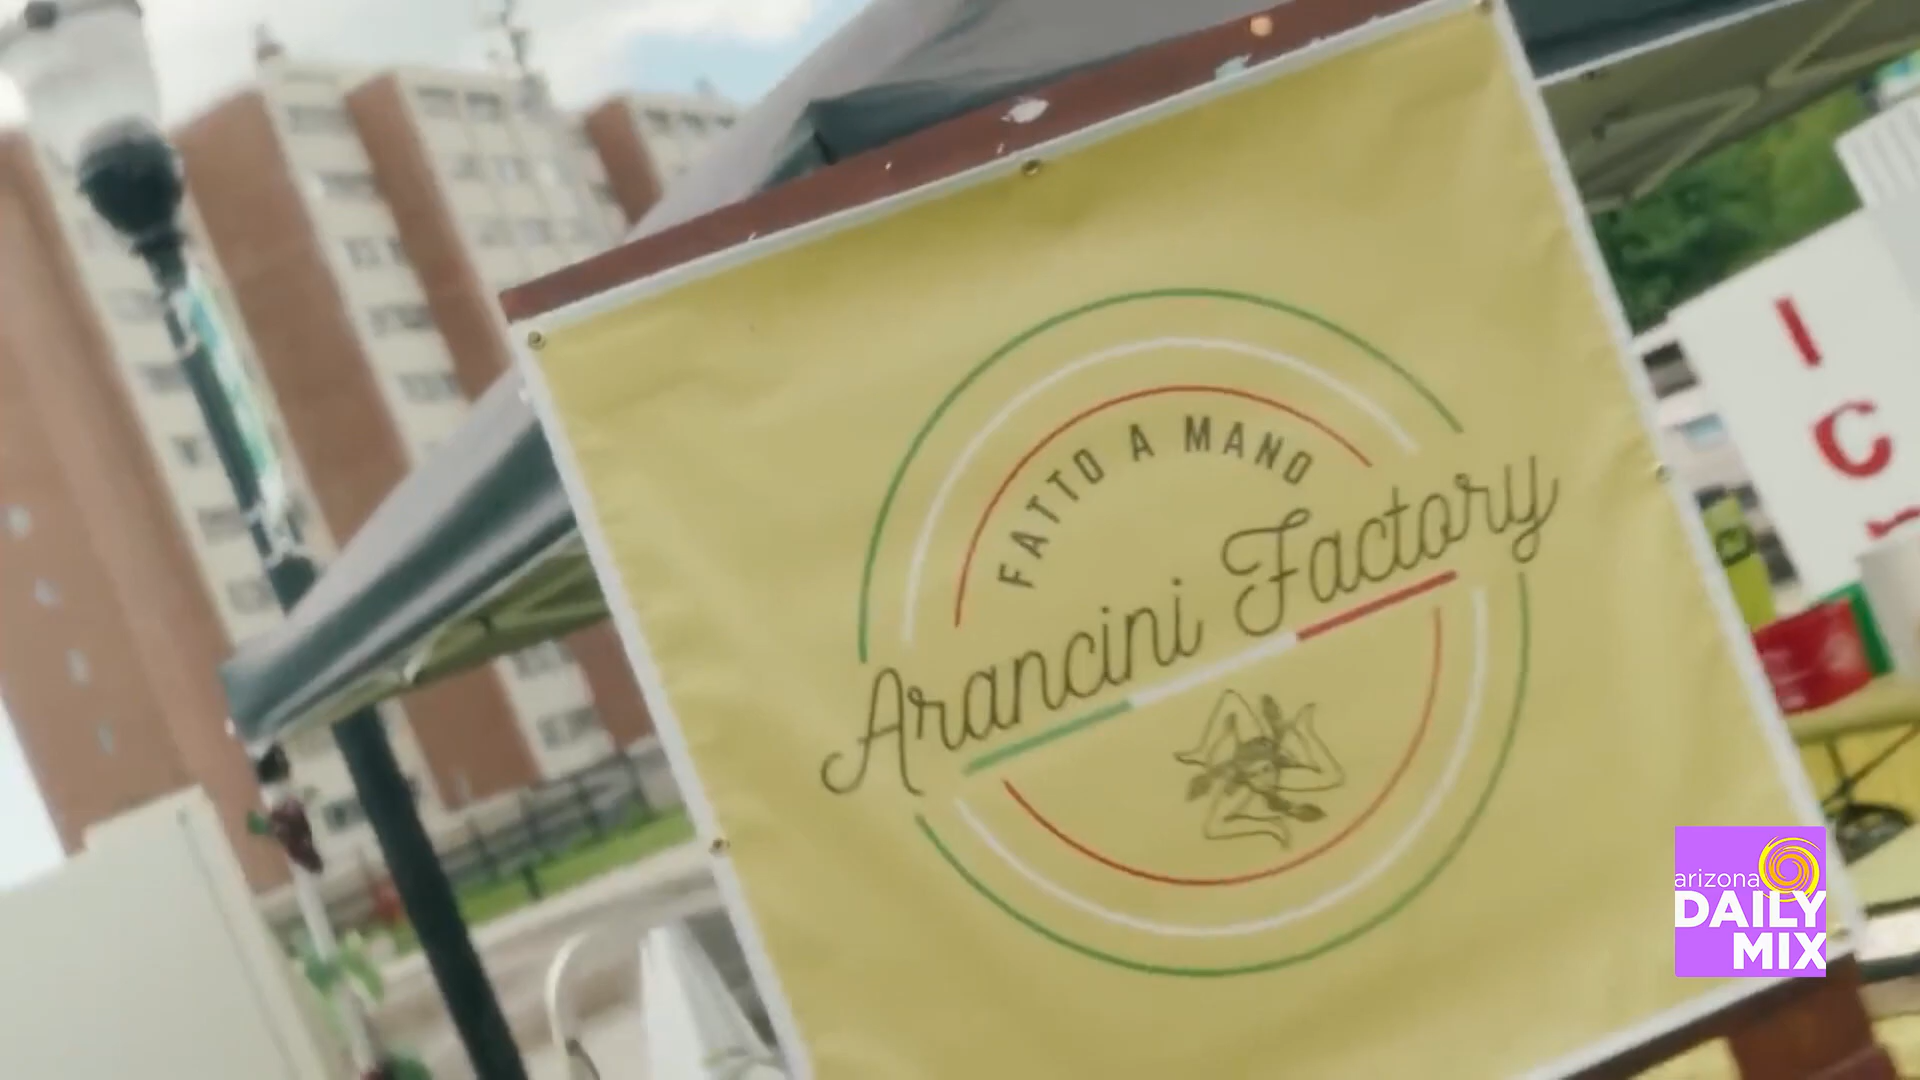 FATTO A MANO
Arancini Factory
I
C
arizona
DAILY
MIX